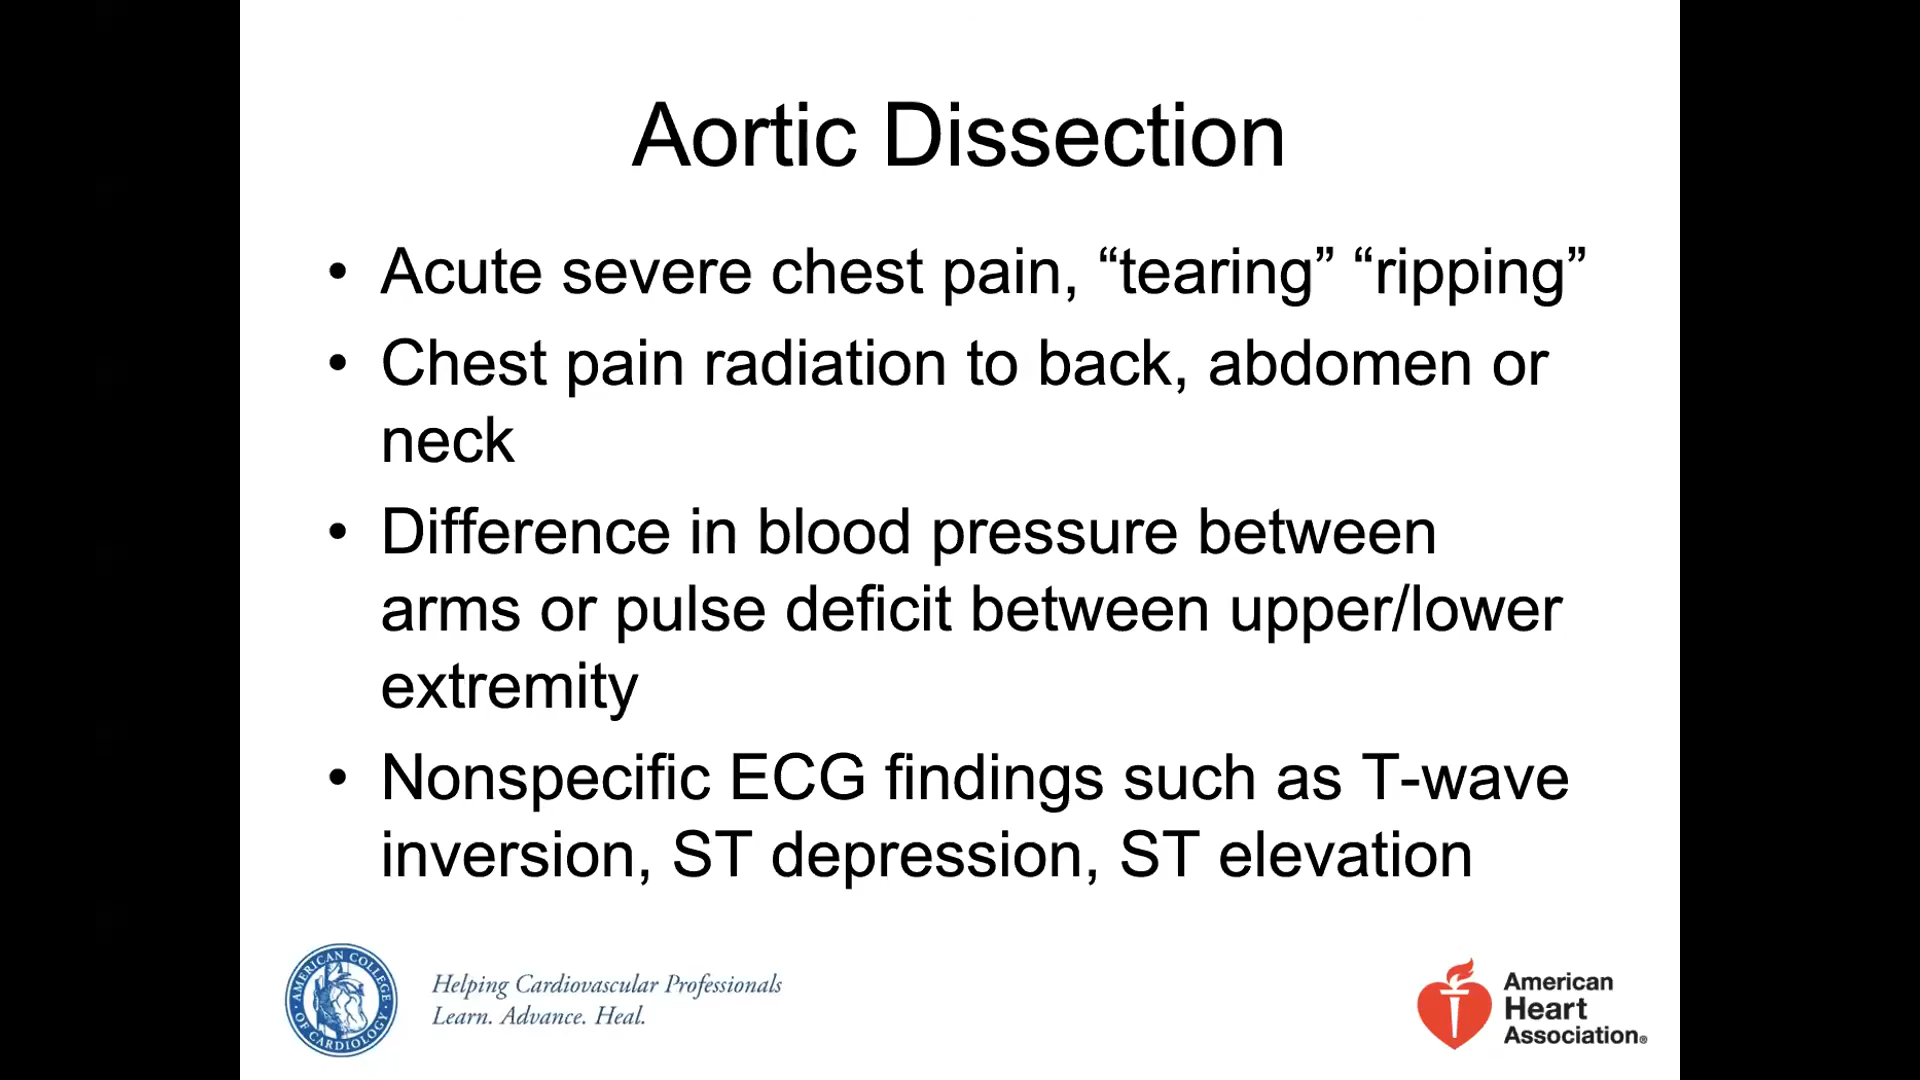 Aortic Dissection
• Acute severe chest pain, “tearing” “ripping”
• Chest pain radiation to back, abdomen or
neck
• Difference in blood pressure between
arms or pulse deficit between upper/lower
extremity
• Nonspecific ECG findings such as T-wave
inversion, ST depression, ST elevation
AMERICAN COLLEGE
OF CARDIOLOGY
Helping Cardiovascular Professionals
Learn. Advance. Heal.
American
Heart
Association®